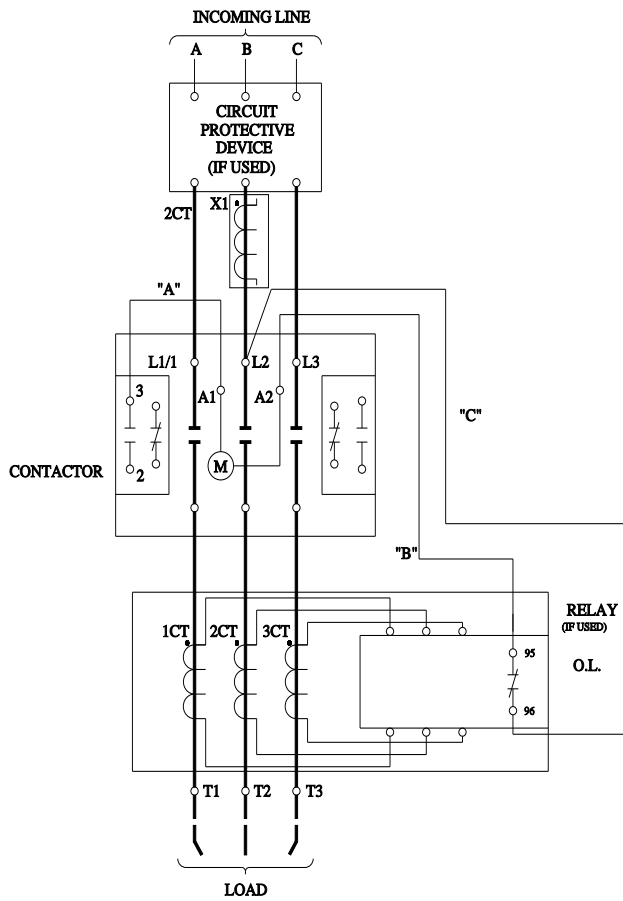 INCOMING LINE
A B C
CIRCUIT
PROTECTIVE
DEVICE
(IF USED)
2CT X1
"A"
L1/1 L2 L3
3 A1 A2
"C"
M
2
CONTACTOR
"B"
RELAY
(IF USED)
1CT 2CT 3CT
95
O.L.
96
T1 T2 T3
LOAD